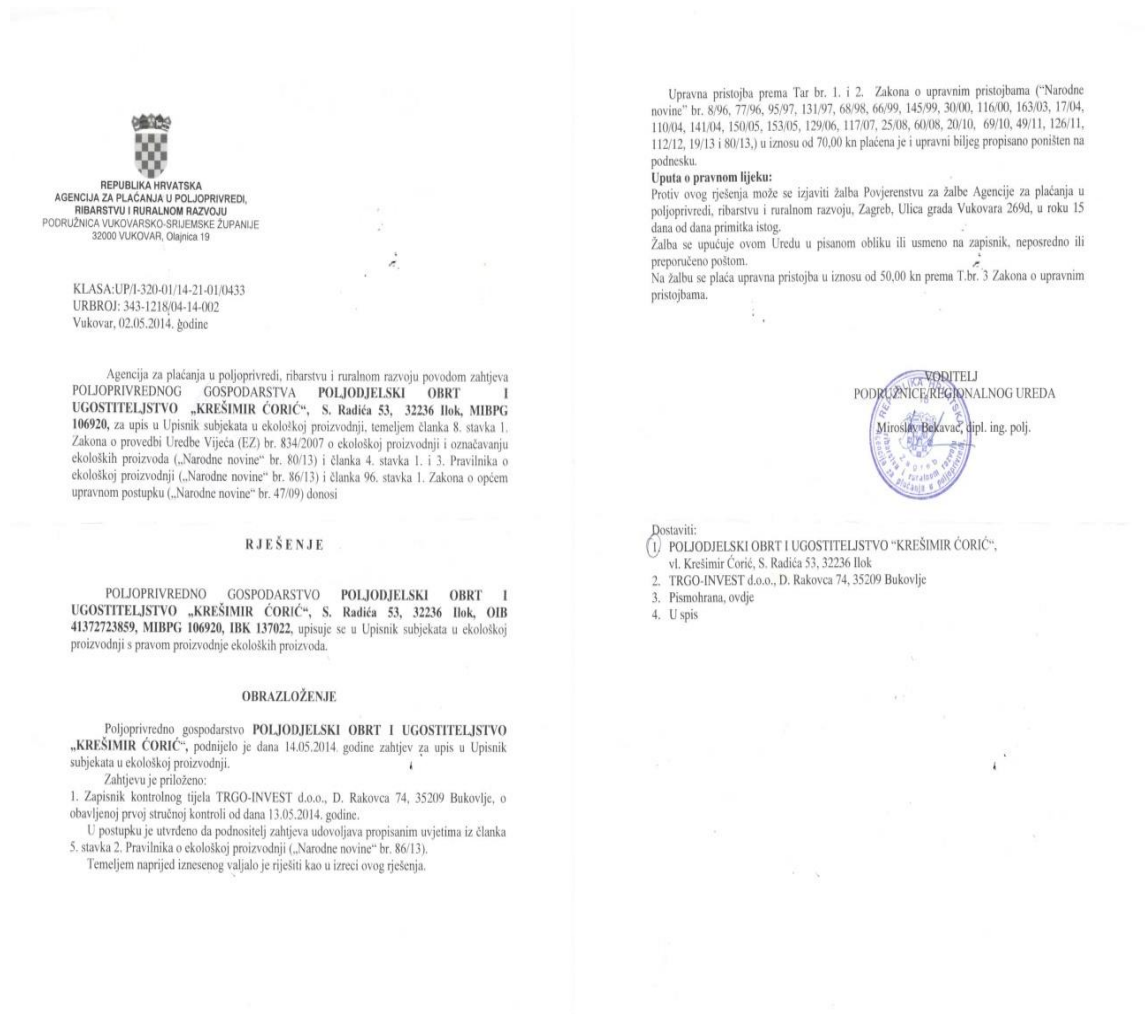 REPUBLIKA HRVATSKA
AGENCIJA ZA PLAĆANJA U POLJOPRIVREDI,
RIBARSTVU I RURALNOM RAZVOJU
PODRUŽNICA VUKOVARSKO-SRIJEMSKE ŽUPANIJE
32000 VUKOVAR, Olajnica 19
KLASA:UP/I-320-01/14-21-01/0433
URBROJ: 343-1218/04-14-002
Vukovar, 02.05.2014. godine
Agencija za plaćanja u poljoprivredi, ribarstvu i ruralnom razvoju povodom zahtjeva
POLJOPRIVREDNOG GOSPODARSTVA POLJODJELSKI OBRT I
UGOSTITELJSTVO „KREŠIMIR ĆORIĆ“, S. Radića 53, 32236 Ilok, MIBPG
106920, za upis u Upisnik subjekata u ekološkoj proizvodnji, temeljem članka 8. stavka 1.
Zakona o provedbi Uredbe Vijeća (EZ) br. 834/2007 o ekološkoj proizvodnji i označavanju
ekoloških proizvoda („Narodne novine“ br. 80/13) i članka 4. stavka 1. i 3. Pravilnika o
ekološkoj proizvodnji („Narodne novine“ br. 86/13) i članka 96. stavka 1. Zakona o općem
upravnom postupku („Narodne novine“ br. 47/09) donosi
RJEŠENJE
POLJOPRIVREDNO GOSPODARSTVO POLJODJELSKI OBRT I
UGOSTITELJSTVO „KREŠIMIR ĆORIĆ“, S. Radića 53, 32236 Ilok, OIB
41372723859, MIBPG 106920, IBK 137022, upisuje se u Upisnik subjekata u ekološkoj
proizvodnji s pravom proizvodnje ekoloških proizvoda.
OBRAZLOŽENJE
Poljoprivredno gospodarstvo POLJODJELSKI OBRT I UGOSTITELJSTVO
„KREŠIMIR ĆORIĆ“, podnijelo je dana 14.05.2014. godine zahtjev za upis u Upisnik
subjekata u ekološkoj proizvodnji.
Zahtjevu je priloženo:
1. Zapisnik kontrolnog tijela TRGO-INVEST d.o.o., D. Rakovca 74, 35209 Bukovlje, o
obavljenoj prvoj stručnoj kontroli od dana 13.05.2014. godine.
U postupku je utvrđeno da podnositelj zahtjeva udovoljava propisanim uvjetima iz članka
5. stavka 2. Pravilnika o ekološkoj proizvodnji („Narodne novine“ br. 86/13).
Temeljem naprijed iznesenog valjalo je riješiti kao u izreci ovog rješenja.
Upravna pristojba prema Tar br. 1. i 2. Zakona o upravnim pristojbama (“Narodne
novine” br. 8/96, 77/96, 95/97, 131/97, 68/98, 66/99, 145/99, 30/00, 116/00, 163/03, 17/04,
110/04, 141/04, 150/05, 153/05, 129/06, 117/07, 25/08, 60/08, 20/10, 69/10, 49/11, 126/11,
112/12, 19/13 i 80/13,) u iznosu od 70,00 kn plaćena je i upravni biljeg propisano poništen na
podnesku.
Uputa o pravnom lijeku:
Protiv ovog rješenja može se izjaviti žalba Povjerenstvu za žalbe Agencije za plaćanja u
poljoprivredi, ribarstvu i ruralnom razvoju, Zagreb, Ulica grada Vukovara 269d, u roku 15
dana od dana primitka istog.
Žalba se upućuje ovom Uredu u pisanom obliku ili usmeno na zapisnik, neposredno ili
preporučeno poštom.
Na žalbu se plaća upravna pristojba u iznosu od 50,00 kn prema T.br. 3 Zakona o upravnim
pristojbama.
VODITELJ
PODRUŽNICE/REGIONALNOG UREDA
Miroslav Bekavac, dipl. ing. polj.
REPUBLIKA HRVATSKA
Agencija za plaćanja u poljoprivredi,
ribarstvu i ruralnom razvoju
Zagreb
Dostaviti:
1. POLJODJELSKI OBRT I UGOSTITELJSTVO “KREŠIMIR ĆORIĆ“,
vl. Krešimir Ćorić, S. Radića 53, 32236 Ilok
2. TRGO-INVEST d.o.o., D. Rakovca 74, 35209 Bukovlje
3. Pismohrana, ovdje
4. U spis